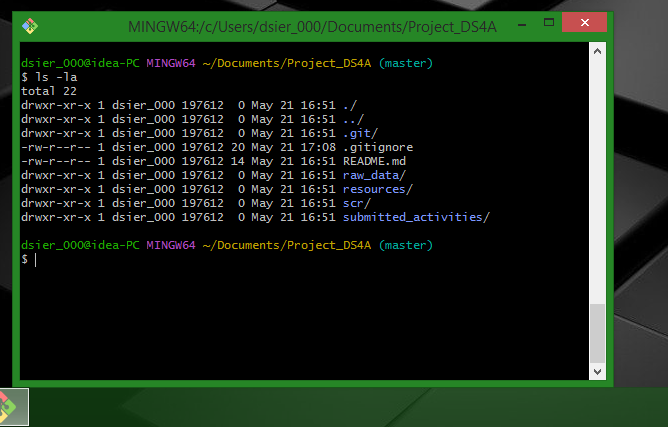 MINGW64:/c/Users/dsier_000/Documents/Project_DS4A
dsier_000@idea-PC MINGW64 ~/Documents/Project_DS4A (master)
$ ls -la
total 22
drwxr-xr-x 1 dsier_000 197612  0 May 21 16:51 ./
drwxr-xr-x 1 dsier_000 197612  0 May 21 16:51 ../
drwxr-xr-x 1 dsier_000 197612  0 May 21 16:51 .git/
-rw-r--r-- 1 dsier_000 197612 20 May 21 17:08 .gitignore
-rw-r--r-- 1 dsier_000 197612 14 May 21 16:51 README.md
drwxr-xr-x 1 dsier_000 197612  0 May 21 16:51 raw_data/
drwxr-xr-x 1 dsier_000 197612  0 May 21 16:51 resources/
drwxr-xr-x 1 dsier_000 197612  0 May 21 16:51 scr/
drwxr-xr-x 1 dsier_000 197612  0 May 21 16:51 submitted_activities/
dsier_000@idea-PC MINGW64 ~/Documents/Project_DS4A (master)
$